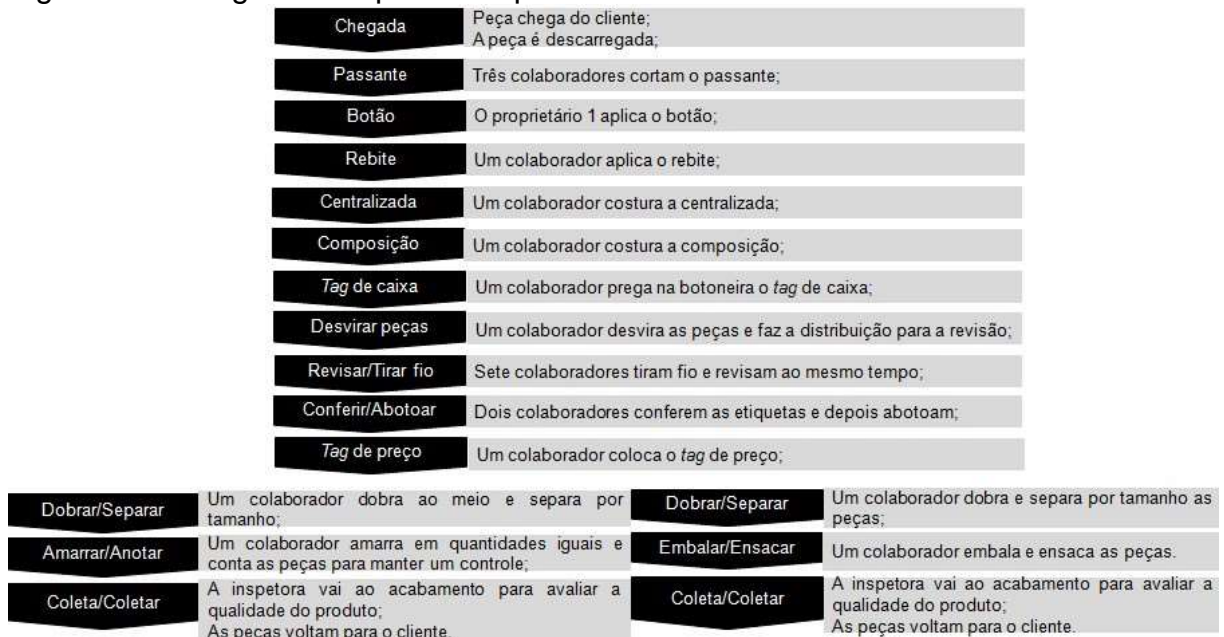 Chegada
Peça chega do cliente;
A peça é descarregada;
Passante
Três colaboradores cortam o passante;
Botão
O proprietário 1 aplica o botão;
Rebite
Um colaborador aplica o rebite;
Centralizada
Um colaborador costura a centralizada;
Composição
Um colaborador costura a composição;
Tag de caixa
Um colaborador prega na botoneira o tag de caixa;
Desvirar peças
Um colaborador desvira as peças e faz a distribuição para a revisão;
Revisar/Tirar fio
Sete colaboradores tiram fio e revisam ao mesmo tempo;
Conferir/Abotoar
Dois colaboradores conferem as etiquetas e depois abotoam;
Tag de preço
Um colaborador coloca o tag de preço;
Dobrar/Separar
Um colaborador dobra ao meio e separa por
tamanho;
Amarrar/Anotar
Um colaborador amarra em quantidades iguais e
conta as peças para manter um controle;
Coleta/Coletar
A inspetora vai ao acabamento para avaliar a
qualidade do produto;
As peças voltam para o cliente.
Dobrar/Separar
Um colaborador dobra e separa por tamanho as
peças;
Embalar/Ensacar
Um colaborador embala e ensaca as peças.
Coleta/Coletar
A inspetora vai ao acabamento para avaliar a
qualidade do produto;
As peças voltam para o cliente.